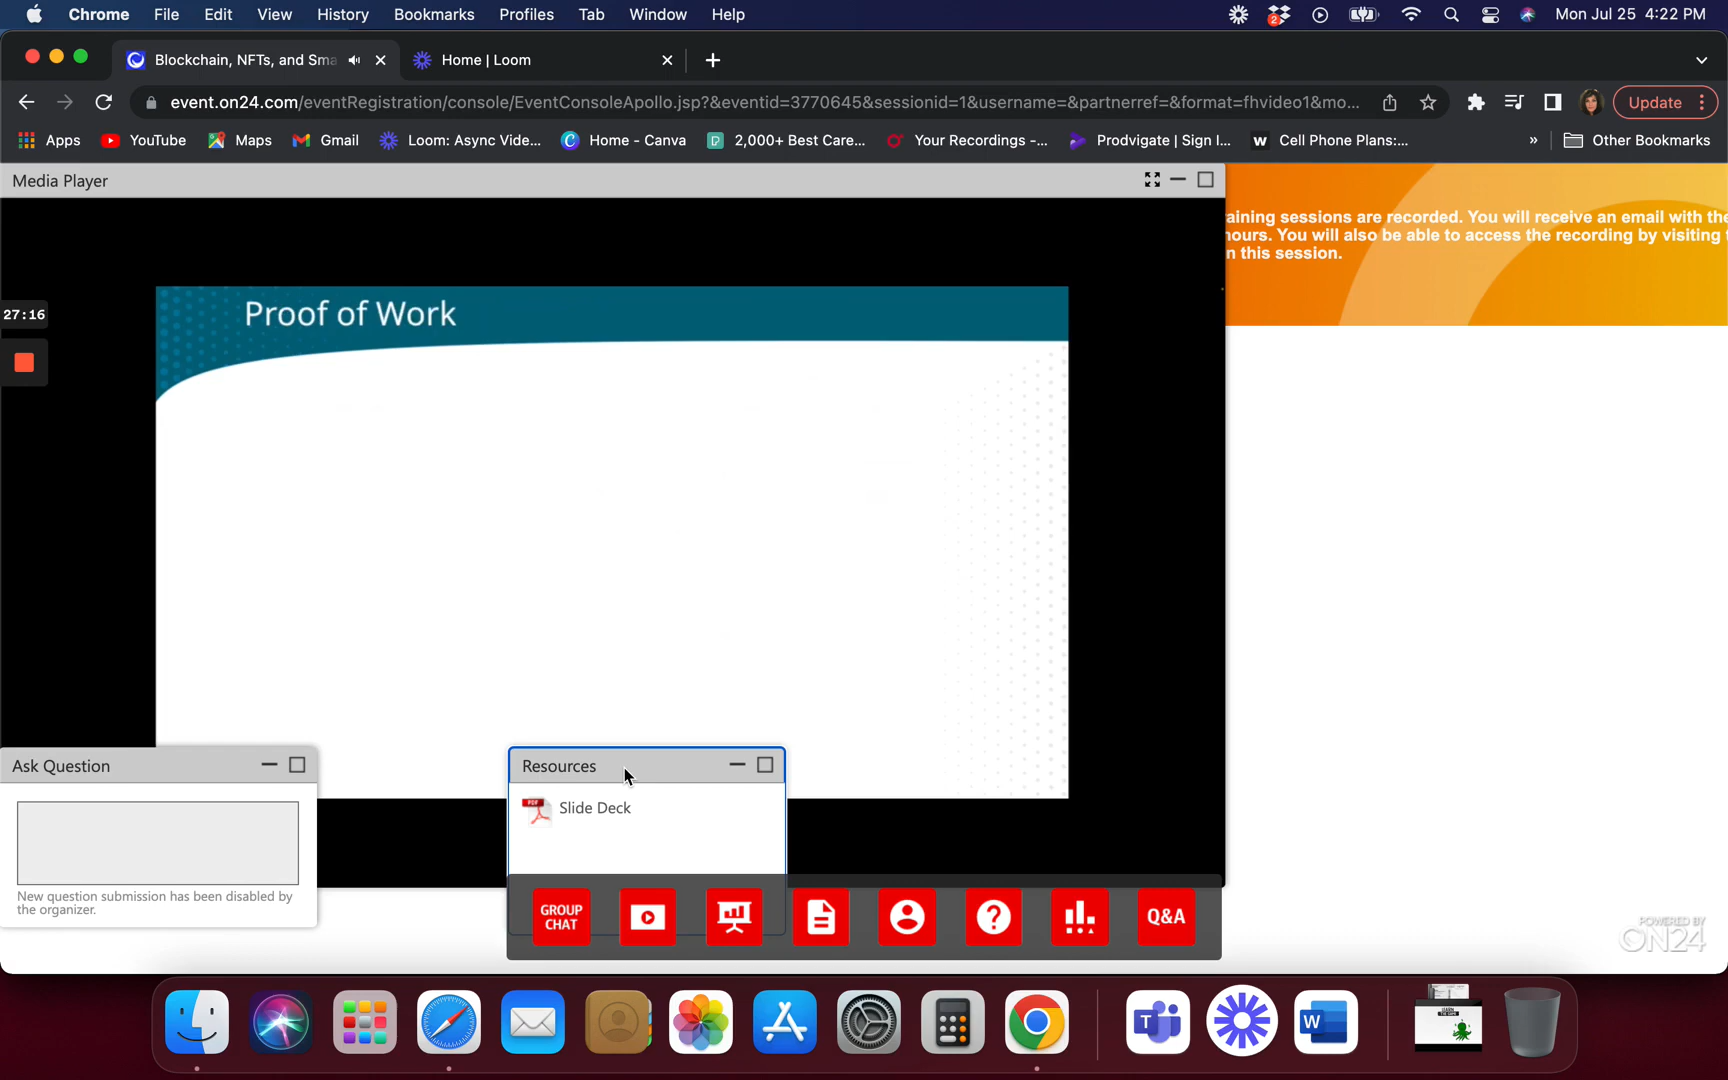 Chrome File Edit View History Bookmarks Profiles Tab Window Help
2
Mon Jul 25 4:22 PM
Blockchain, NFTs, and Sma
Home | Loom
event.on24.com/eventRegistration/console/EventConsoleApollo.jsp?&eventid=3770645&sessionid=1&username=&partnerref=&format=fhvideo1&mo...
Update
Apps YouTube Maps Gmail Loom: Async Vide... Home - Canva 2,000+ Best Care... Your Recordings -... Prodvigate | Sign I... W Cell Phone Plans:... » Other Bookmarks
Media Player
aining sessions are recorded. You will receive an email with the
hours. You will also be able to access the recording by visiting
n this session.
27:16
Proof of Work
Ask Question
New question submission has been disabled by
the organizer.
Resources
PDF
Slide Deck
GROUP
CHAT
Q&A
POWERED BY
ON24
T
W